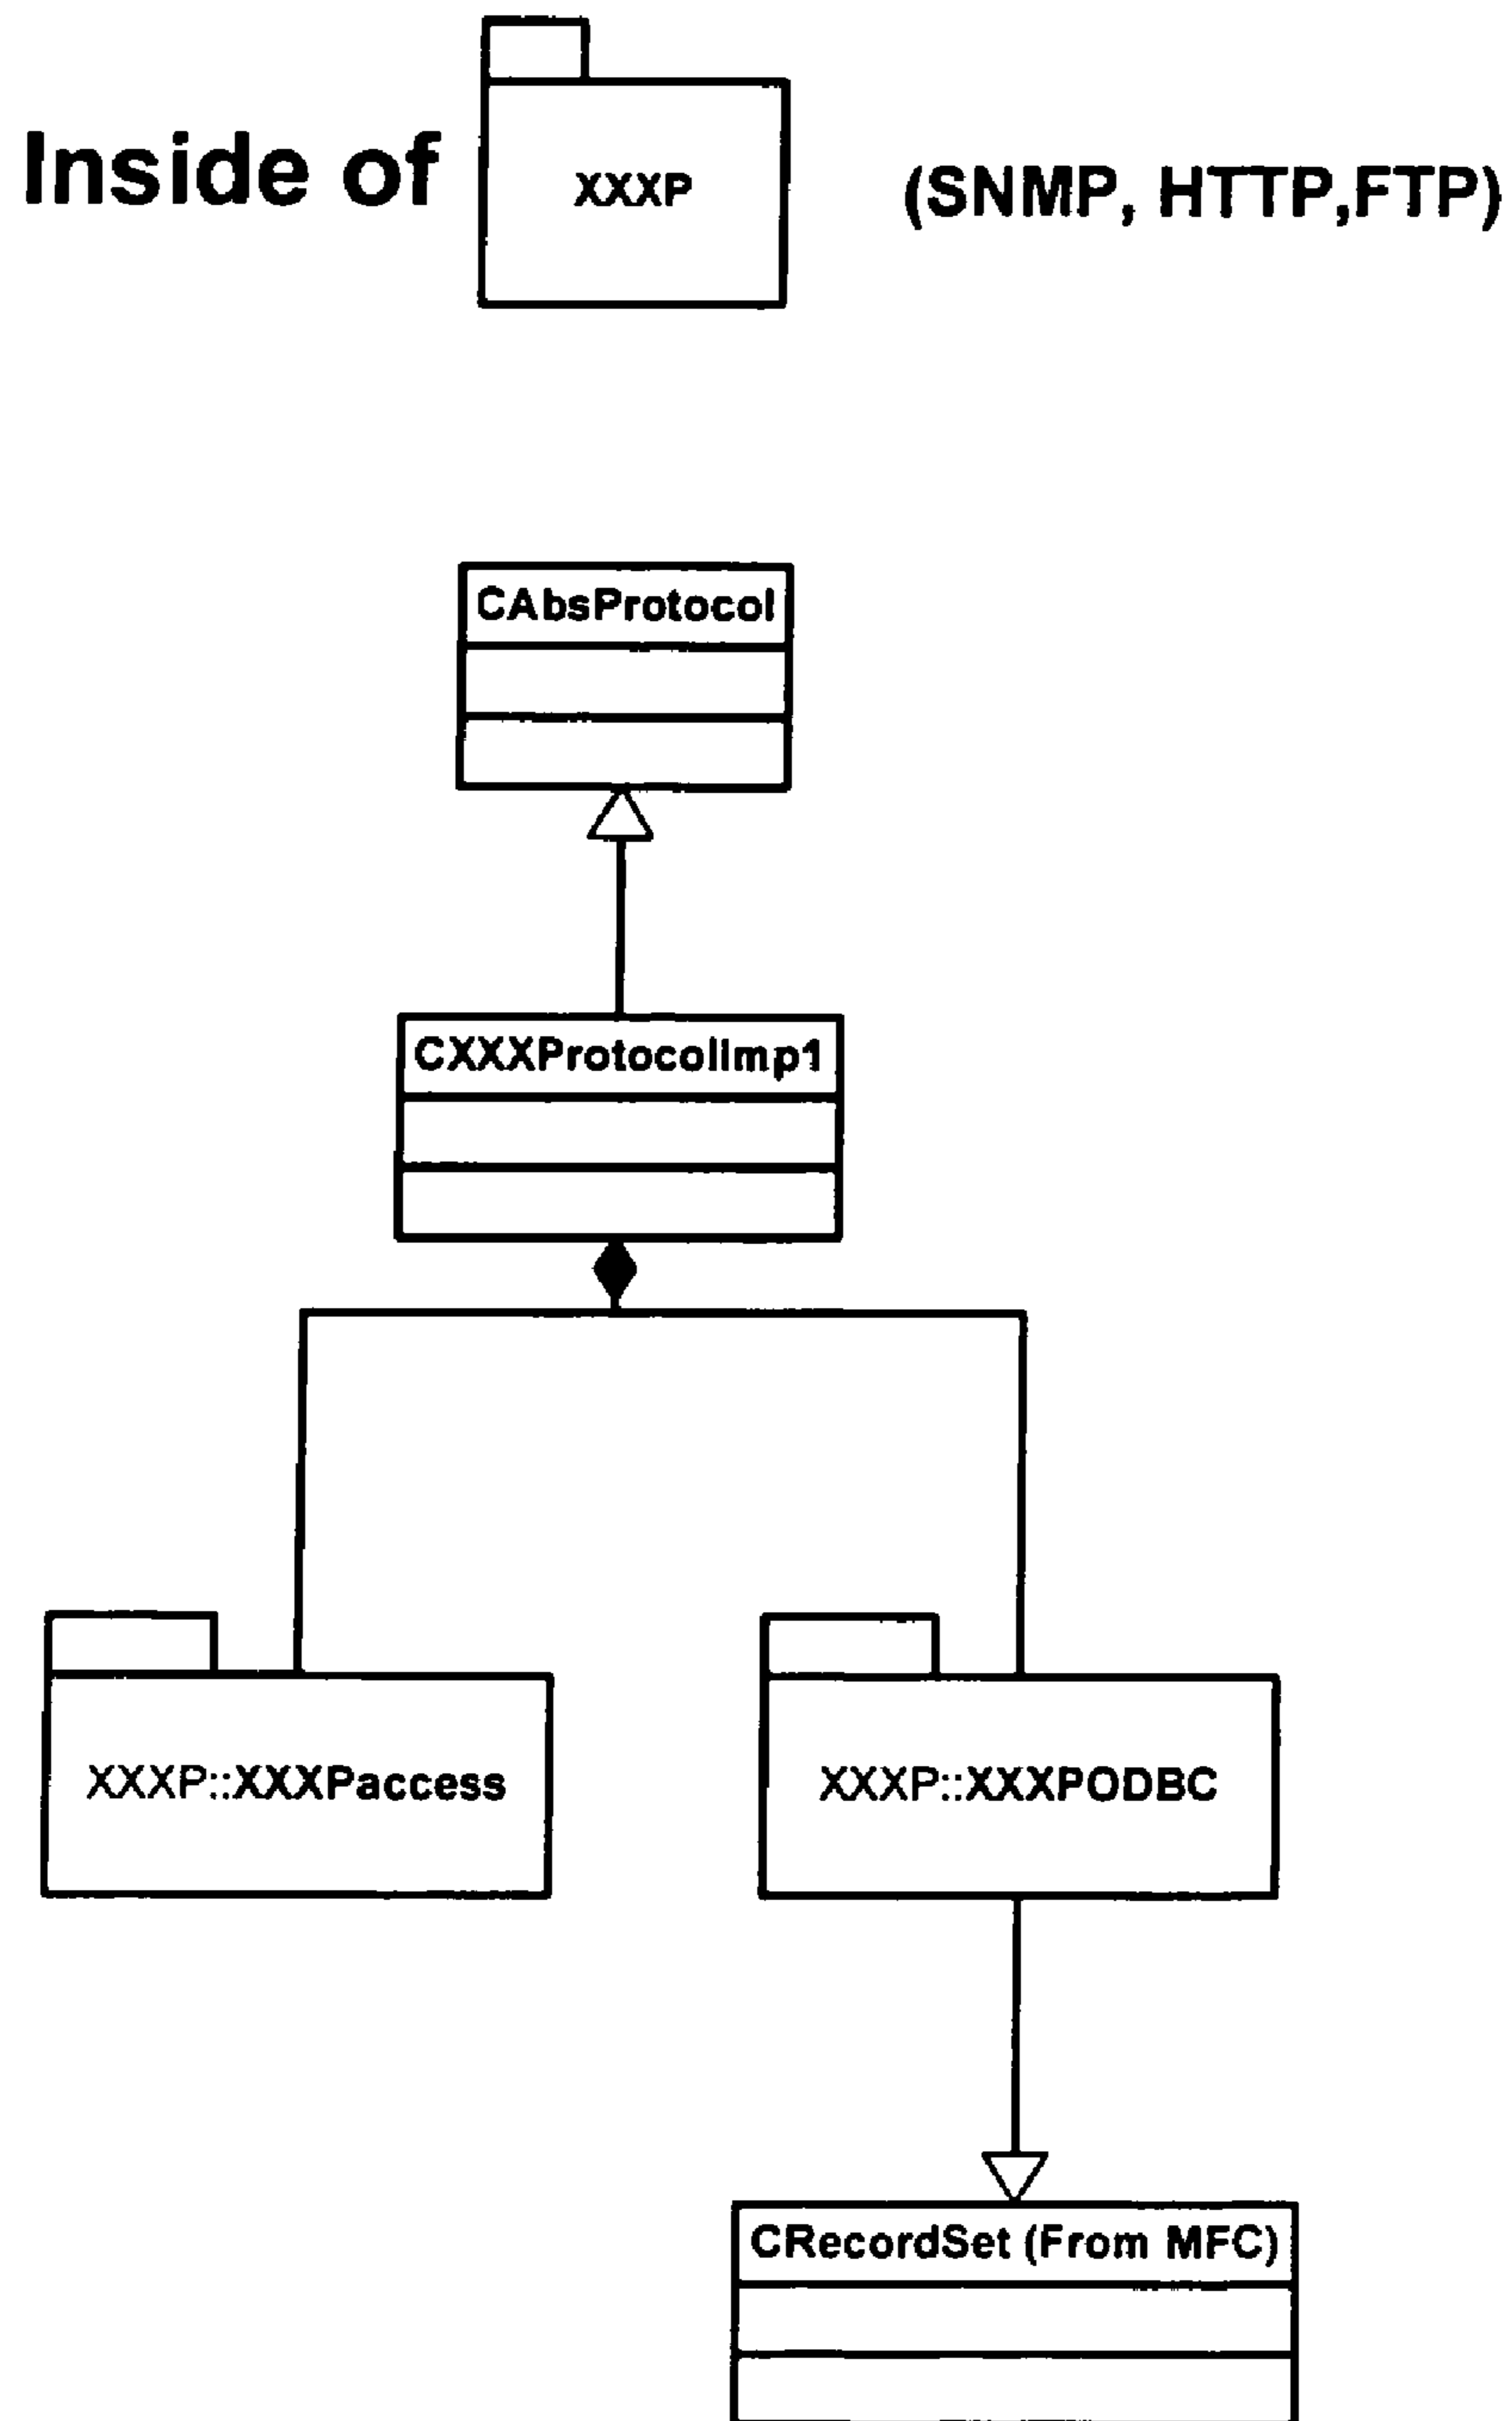 Inside of XXXP (SNMP, HTTP,FTP)
CAbsProtocol
CXXXProtocolImp1
XXXP::XXXPaccess XXXP::XXXPODBC
CRecordSet (From MFC)